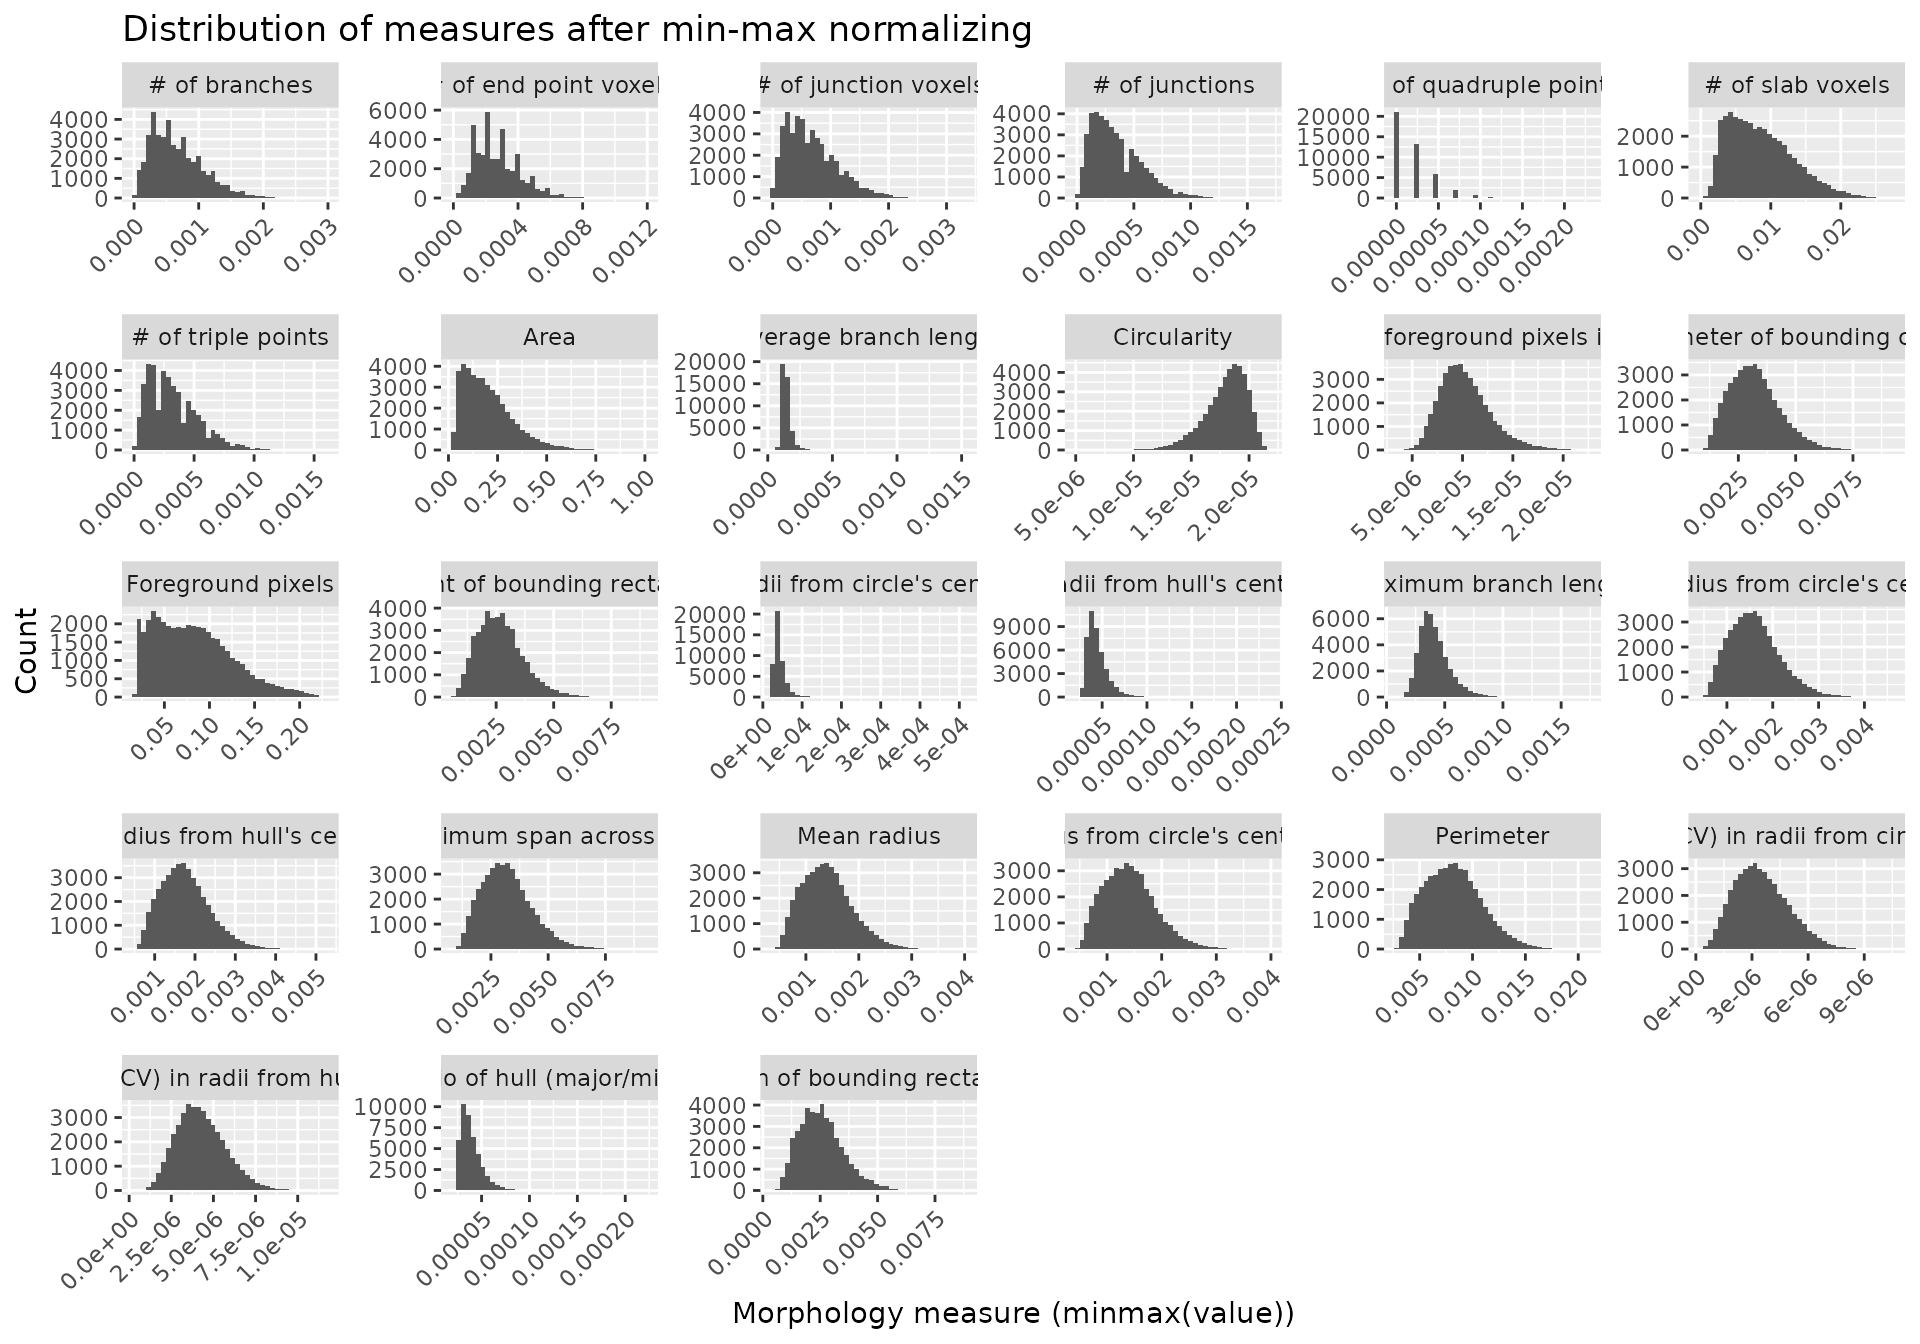 Distribution of measures after min-max normalizing
# of branches
of end point voxel
# of junction voxels
# of junctions
of quadruple point
# of slab voxels
4000
3000
2000
1000
0
0.000 0.001 0.002 0.003
6000
4000
2000
0
0.0000 0.0004 0.0008 0.0012
4000
3000
2000
1000
0
0.000 0.001 0.002 0.003
4000
3000
2000
1000
0
0.0000 0.0005 0.0010 0.0015
20000
15000
10000
5000
0
0.00000 0.00005 0.00010 0.00015 0.00020
2000
1000
0
0.00 0.01 0.02
# of triple points
Area
verage branch leng
Circularity
foreground pixels i
neter of bounding c
4000
3000
2000
1000
0
0.0000 0.0005 0.0010 0.0015
4000
3000
2000
1000
0
0.00 0.25 0.50 0.75 1.00
20000
15000
10000
5000
0
0.0000 0.0005 0.0010 0.0015
4000
3000
2000
1000
0
5.0e-06 1.0e-05 1.5e-05 2.0e-05
3000
2000
1000
0
5.0e-06 1.0e-05 1.5e-05 2.0e-05
3000
2000
1000
0
0.0025 0.0050 0.0075
Count
Foreground pixels
nt of bounding recta
dii from circle's cen
adii from hull's cent
ximum branch leng
dius from circle's ce
2000
1500
1000
500
0
0.05 0.10 0.15 0.20
4000
3000
2000
1000
0
0.0025 0.0050 0.0075
20000
15000
10000
5000
0
0e+00 1e-04 2e-04 3e-04 4e-04 5e-04
9000
6000
3000
0
0.00005 0.00010 0.00015 0.00020 0.00025
6000
4000
2000
0
0.0000 0.0005 0.0010 0.0015
3000
2000
1000
0
0.001 0.002 0.003 0.004
dius from hull's ce
imum span across
Mean radius
s from circle's cent
Perimeter
CV) in radii from cir
3000
2000
1000
0
0.001 0.002 0.003 0.004 0.005
3000
2000
1000
0
0.0025 0.0050 0.0075
3000
2000
1000
0
0.001 0.002 0.003 0.004
3000
2000
1000
0
0.001 0.002 0.003 0.004
3000
2000
1000
0
0.005 0.010 0.015 0.020
3000
2000
1000
0
0e+00 3e-06 6e-06 9e-06
CV) in radii from hu
o of hull (major/mi
n of bounding recta
3000
2000
1000
0
0.0e+00 2.5e-06 5.0e-06 7.5e-06 1.0e-05
10000
7500
5000
2500
0
0.00005 0.00010 0.00015 0.00020
4000
3000
2000
1000
0
0.0000 0.0025 0.0050 0.0075
Morphology measure (minmax(value))